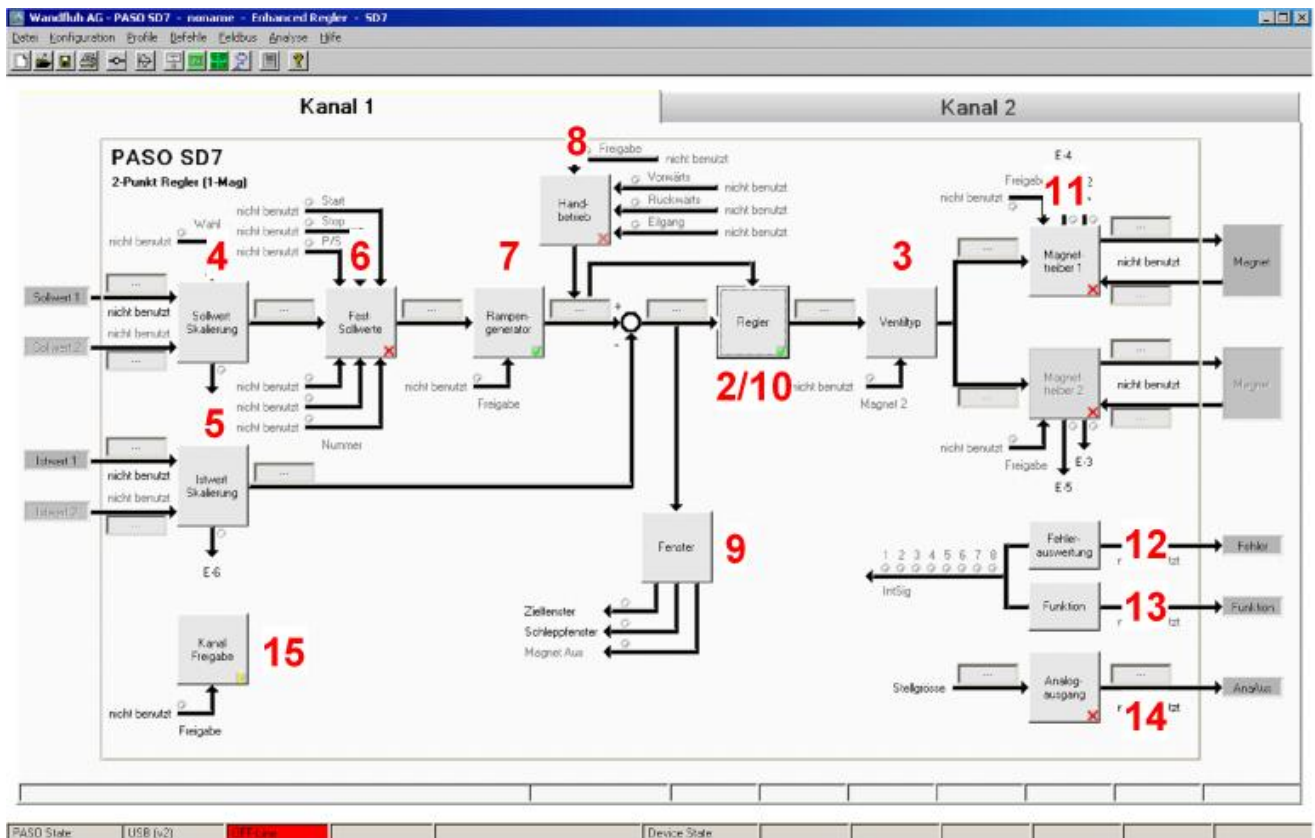 Wandfluh AG - PASO SD7 - noname - Enhanced Regler - SD7
Datei Konfiguration Profile Befehle Feldbus Analyse Hilfe
Kanal 1
Kanal 2
PASO SD7
2-Punkt Regler (1-Mag)
8
Freigabe
nicht benutzt
Hand-
betrieb
Vorwärts
nicht benutzt
Rückwärts
nicht benutzt
Eilgang
nicht benutzt
E-4
Freigabe
11
2
nicht benutzt
Wahl
nicht benutzt
Start
nicht benutzt
Stop
nicht benutzt
P/S
nicht benutzt
4
6
7
3
Sollwert 1
...
nicht benutzt
Sollwert 2
nicht benutzt
...
Sollwert
Skalierung
...
Fest
Sollwerte
...
Rampen-
generator
...
+
-
...
Regler
...
Ventiltyp
...
...
Magnet-
treiber 1
...
nicht benutzt
...
Magnet
Magnet-
treiber 2
...
nicht benutzt
...
Magnet
nicht benutzt
nicht benutzt
nicht benutzt
Nummer
nicht benutzt
Freigabe
2/10
nicht benutzt
Magnet 2
nicht benutzt
Freigabe
E-3
E-5
5
Istwert 1
...
nicht benutzt
Istwert 2
nicht benutzt
...
Istwert
Skalierung
...
E-6
Fenster
9
Zielfenster
Schleppfenster
Magnet Aus
1 2 3 4 5 6 7 8
IntSig
Fehler-
auswertung
12
Fehler
Funktion
13
tzt
Funktion
Kanal
Freigabe
15
nicht benutzt
Freigabe
Stellgrösse
...
Analog-
ausgang
...
14
tzt
AnaAus
PASO State:
USB (v2)
OFF-Line
Device State